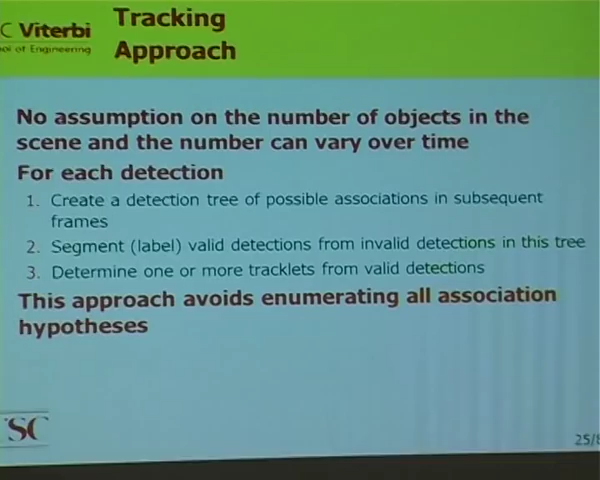 C Viterbi
ol of Engineering
Tracking
Approach
No assumption on the number of objects in the
scene and the number can vary over time
For each detection
1. Create a detection tree of possible associations in subsequent
frames
2. Segment (label) valid detections from invalid detections in this tree
3. Determine one or more tracklets from valid detections
This approach avoids enumerating all association
hypotheses
SC
25/8